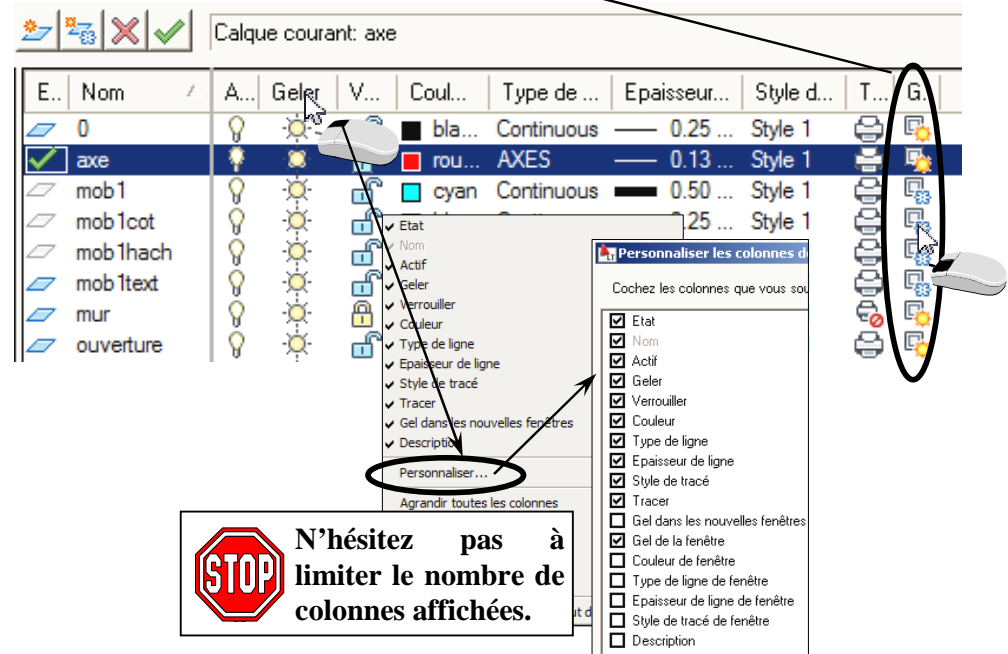 Calque courant: axe
E.. Nom A... Geler V... Coul... Type de ... Epaisseur... Style d... T... G.
0 bla... Continuous 0.25 ... Style 1
axe rou... AXES 0.13 ... Style 1
mob1 cyan Continuous 0.50 ... Style 1
mob1cot .25 ... Style 1
mob1hach
mob1text
mur
ouverture
Etat
Nom
Actif
Geler
Verrouiller
Couleur
Type de ligne
Epaisseur de ligne
Style de tracé
Tracer
Gel dans les nouvelles fenêtres
Description
Personnaliser...
Agrandir toutes les colonnes
ut d
LT Personnaliser les colonnes d
Cochez les colonnes que vous sou
Etat
Nom
Actif
Geler
Verrouiller
Couleur
Type de ligne
Epaisseur de ligne
Style de tracé
Tracer
Gel dans les nouvelles fenêtres
Gel de la fenêtre
Couleur de fenêtre
Type de ligne de fenêtre
Epaisseur de ligne de fenêtre
Style de tracé de fenêtre
Description
STOP
N’hésitez pas à
limiter le nombre de
colonnes affichées.